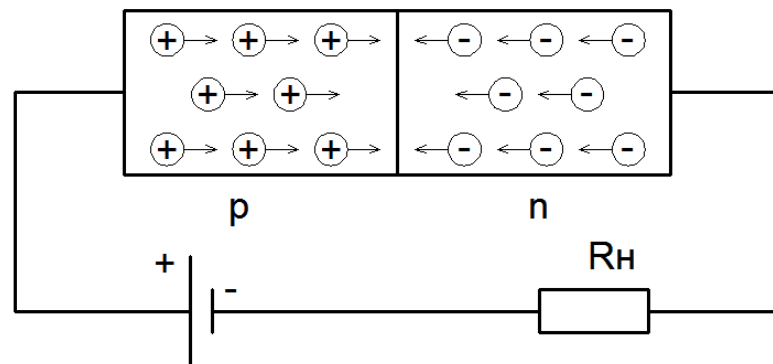 + + + - - -
+ + - -
+ + + - - -
p n
+ - Rн